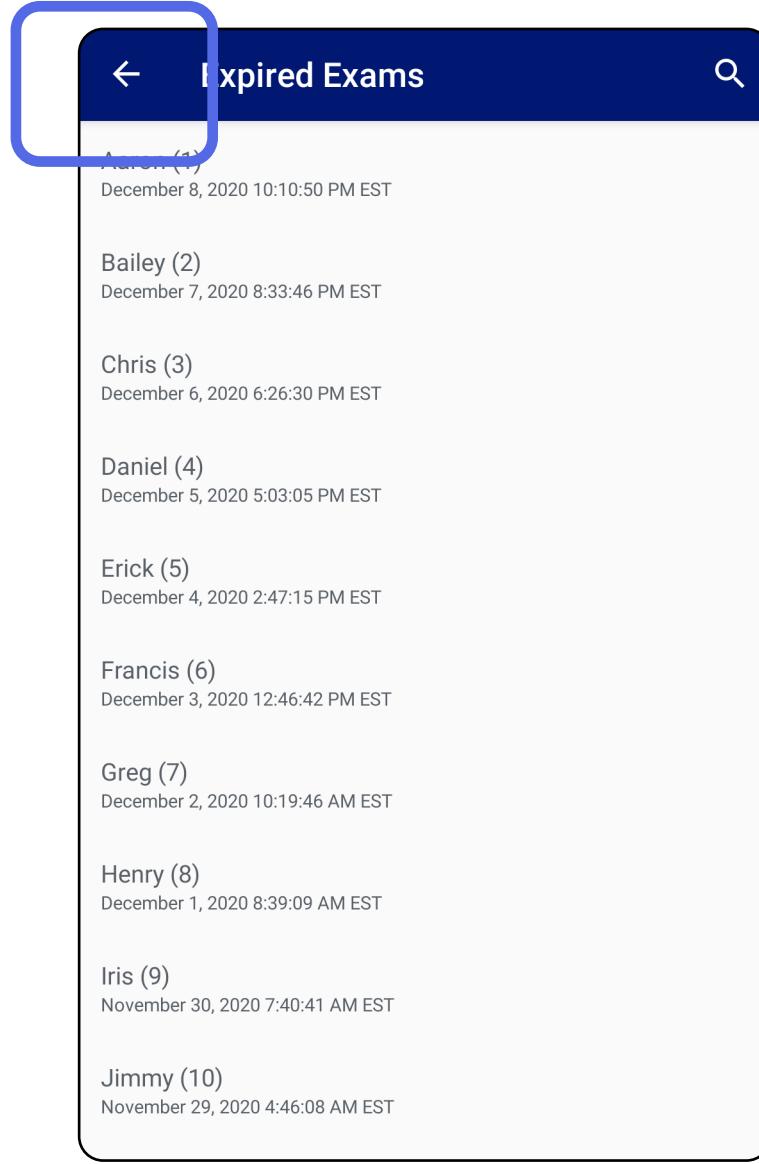 Expired Exams
Aaron (1)
December 8, 2020 10:10:50 PM EST
Bailey (2)
December 7, 2020 8:33:46 PM EST
Chris (3)
December 6, 2020 6:26:30 PM EST
Daniel (4)
December 5, 2020 5:03:05 PM EST
Erick (5)
December 4, 2020 2:47:15 PM EST
Francis (6)
December 3, 2020 12:46:42 PM EST
Greg (7)
December 2, 2020 10:19:46 AM EST
Henry (8)
December 1, 2020 8:39:09 AM EST
Iris (9)
November 30, 2020 7:40:41 AM EST
Jimmy (10)
November 29, 2020 4:46:08 AM EST